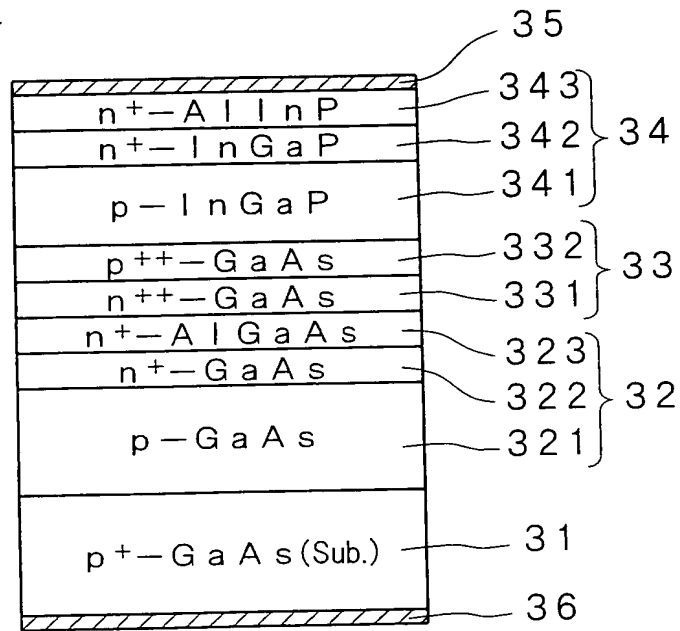 35
n⁺-AlInP 343
n⁺-InGaP 342 34
p-InGaP 341
p⁺⁺-GaAs 332
n⁺⁺-GaAs 331 33
n⁺-AlGaAs 323
n⁺-GaAs 322 32
p-GaAs 321
p⁺-GaAs(Sub.) 31
36